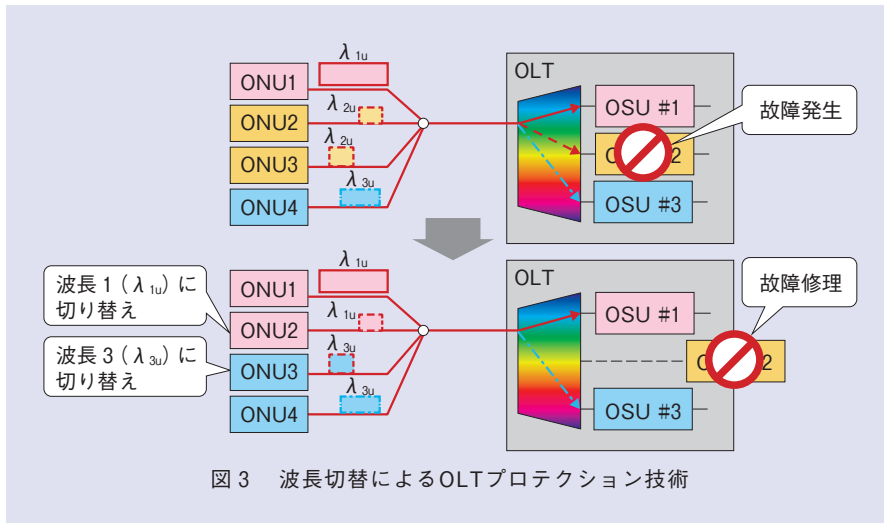 λ 1u
OLT
ONU1
OSU #1
λ 2u
ONU2
故障発生
λ 2u
ONU3
O 2
λ 3u
ONU4
OSU #3
λ 1u
OLT
波長 1（λ 1u）に
切り替え
ONU1
故障修理
λ 1u
OSU #1
ONU2
λ 3u
波長 3（λ 3u）に
切り替え
ONU3
O 2
λ 3u
ONU4
OSU #3
図 3　波長切替によるOLTプロテクション技術